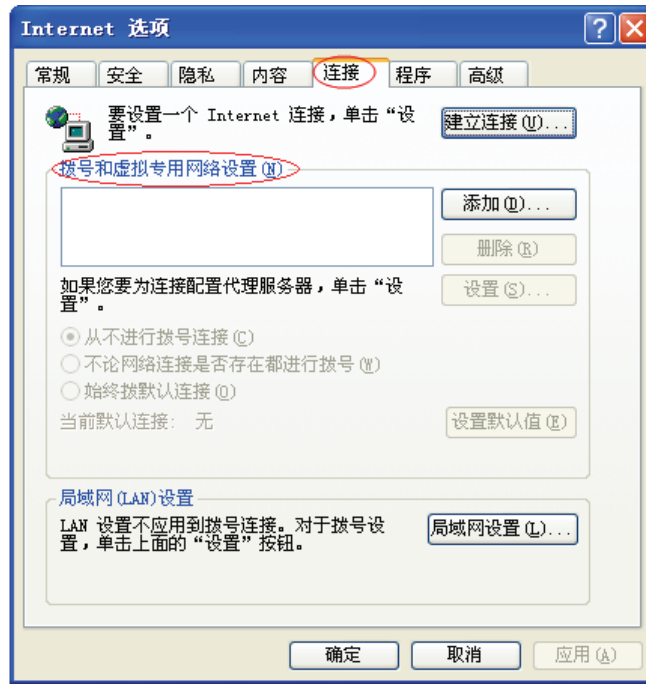 Internet 选项
常规 安全 隐私 内容 连接 程序 高级
要设置一个 Internet 连接，单击“设
置”。
建立连接(U)...
拨号和虚拟专用网络设置(N)
添加(D)...
删除(R)
如果您要为连接配置代理服务器，单击“设
置”。
设置(S)...
从不进行拨号连接(C)
不论网络连接是否存在都进行拨号(W)
始终拨默认连接(O)
当前默认连接: 无
设置默认值(E)
局域网(LAN)设置
LAN 设置不应用到拨号连接。对于拨号设
置，单击上面的“设置”按钮。
局域网设置(L)...
确定 取消 应用(A)